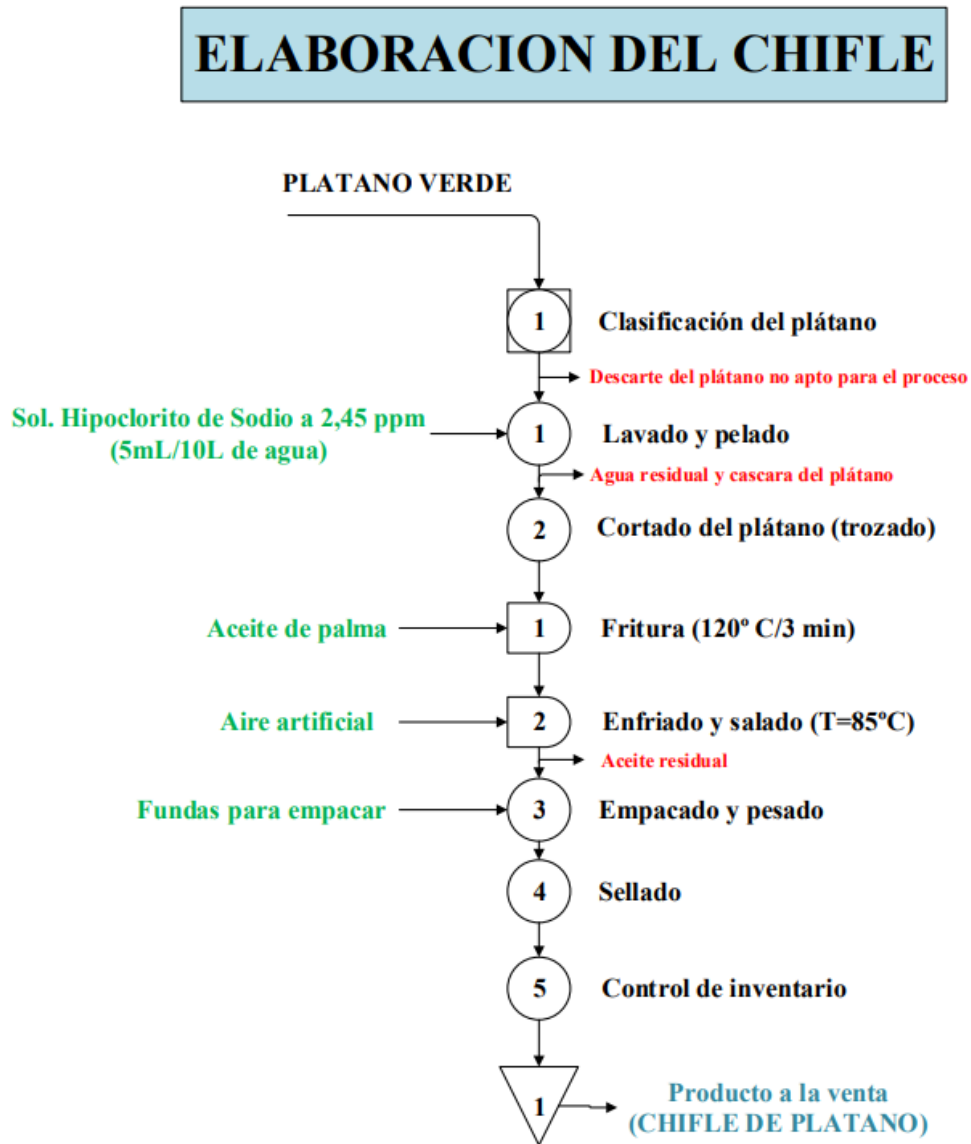 ELABORACION DEL CHIFLE
PLATANO VERDE
1
Clasificación del plátano
Descarte del plátano no apto para el proceso
Sol. Hipoclorito de Sodio a 2,45 ppm
(5mL/10L de agua)
1
Lavado y pelado
Agua residual y cascara del plátano
2
Cortado del plátano (trozado)
Aceite de palma
1
Fritura (120º C/3 min)
Aire artificial
2
Enfriado y salado (T=85ºC)
Aceite residual
Fundas para empacar
3
Empacado y pesado
4
Sellado
5
Control de inventario
1
Producto a la venta
(CHIFLE DE PLATANO)